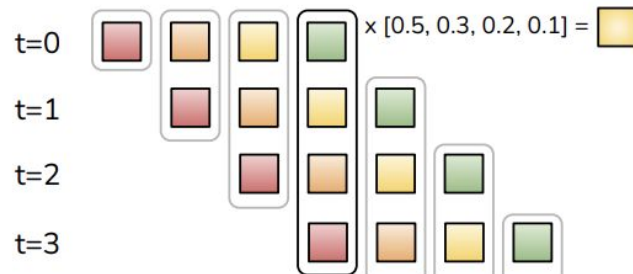 t=0
x [0.5, 0.3, 0.2, 0.1] =
t=1
t=2
t=3